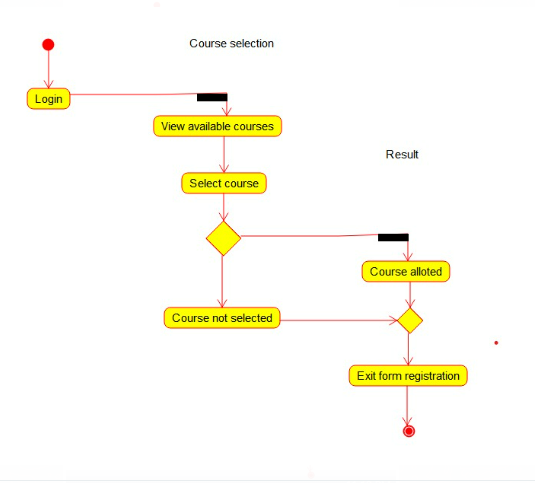 Course selection
Login
View available courses
Result
Select course
Course alloted
Course not selected
Exit form registration